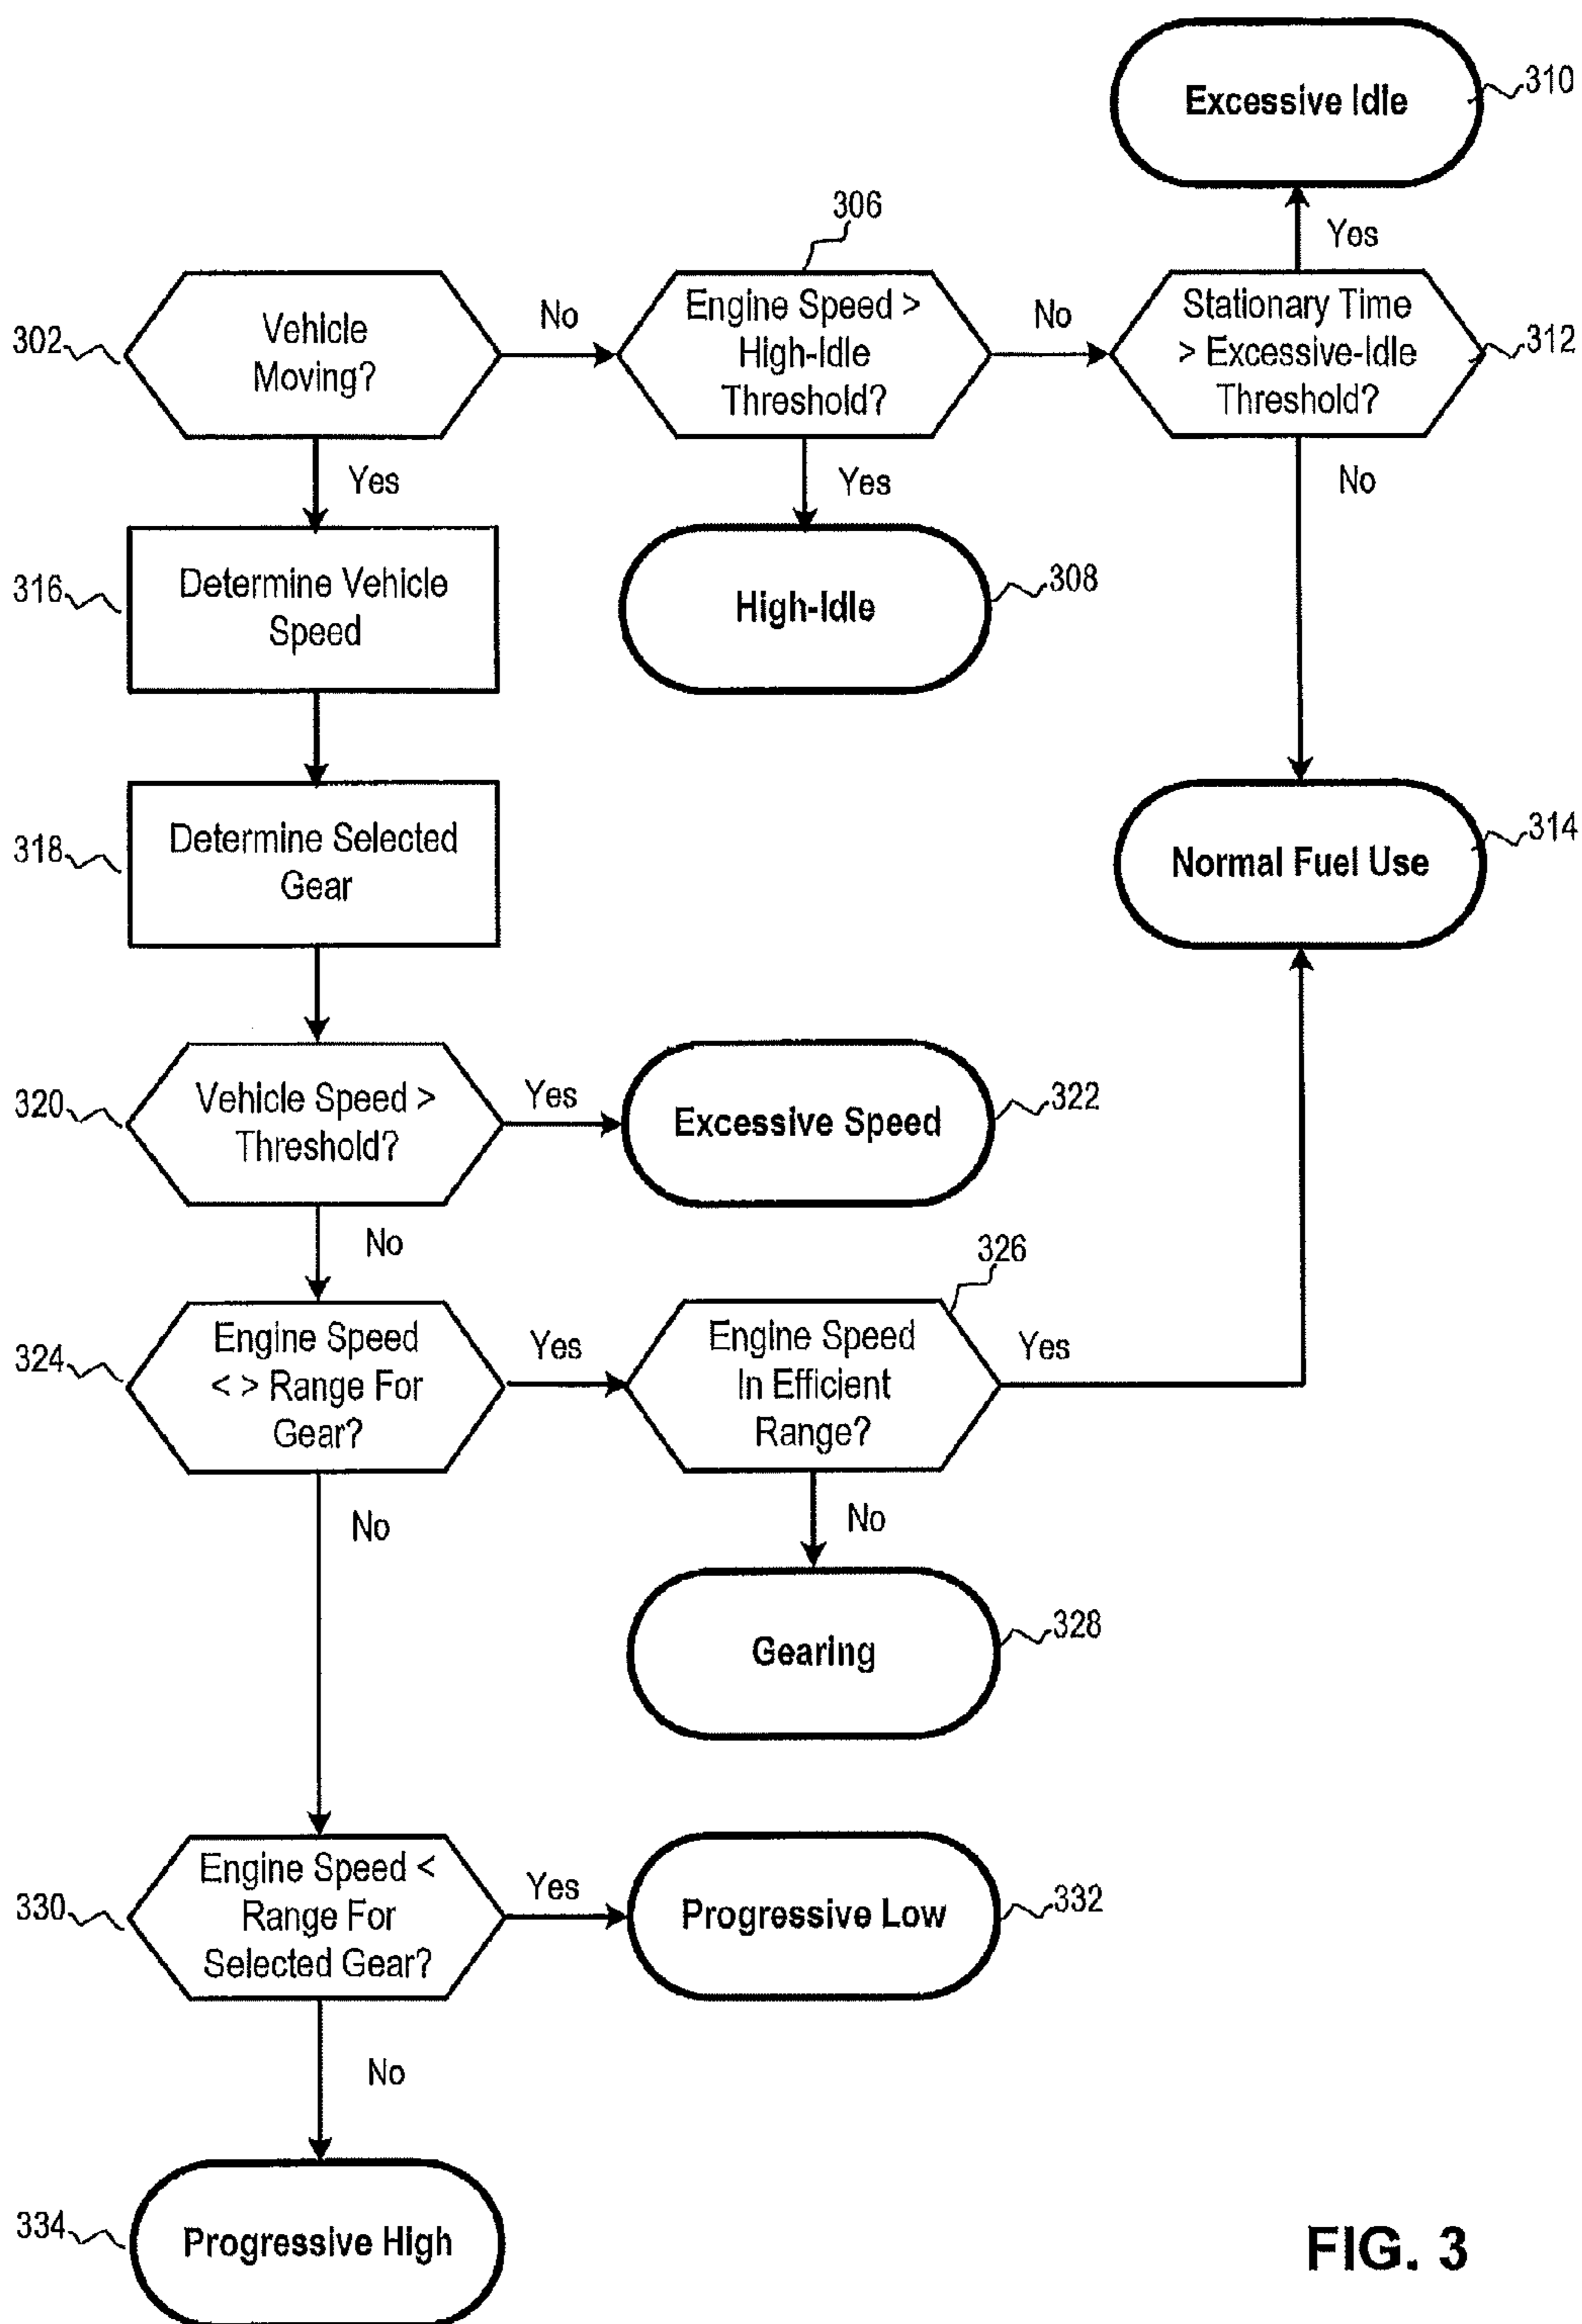 310
Excessive Idle
Yes
306
302
Vehicle
Moving?
No
Engine Speed >
High-Idle
Threshold?
No
Stationary Time
> Excessive-Idle
Threshold?
312
Yes
Yes
No
316
Determine Vehicle
Speed
High-Idle
308
318
Determine Selected
Gear
Normal Fuel Use
314
320
Vehicle Speed >
Threshold?
Yes
Excessive Speed
322
No
326
324
Engine Speed
< > Range For
Gear?
Yes
Engine Speed
In Efficient
Range?
Yes
No
No
Gearing
328
330
Engine Speed <
Range For
Selected Gear?
Yes
Progressive Low
332
No
334
Progressive High
FIG. 3